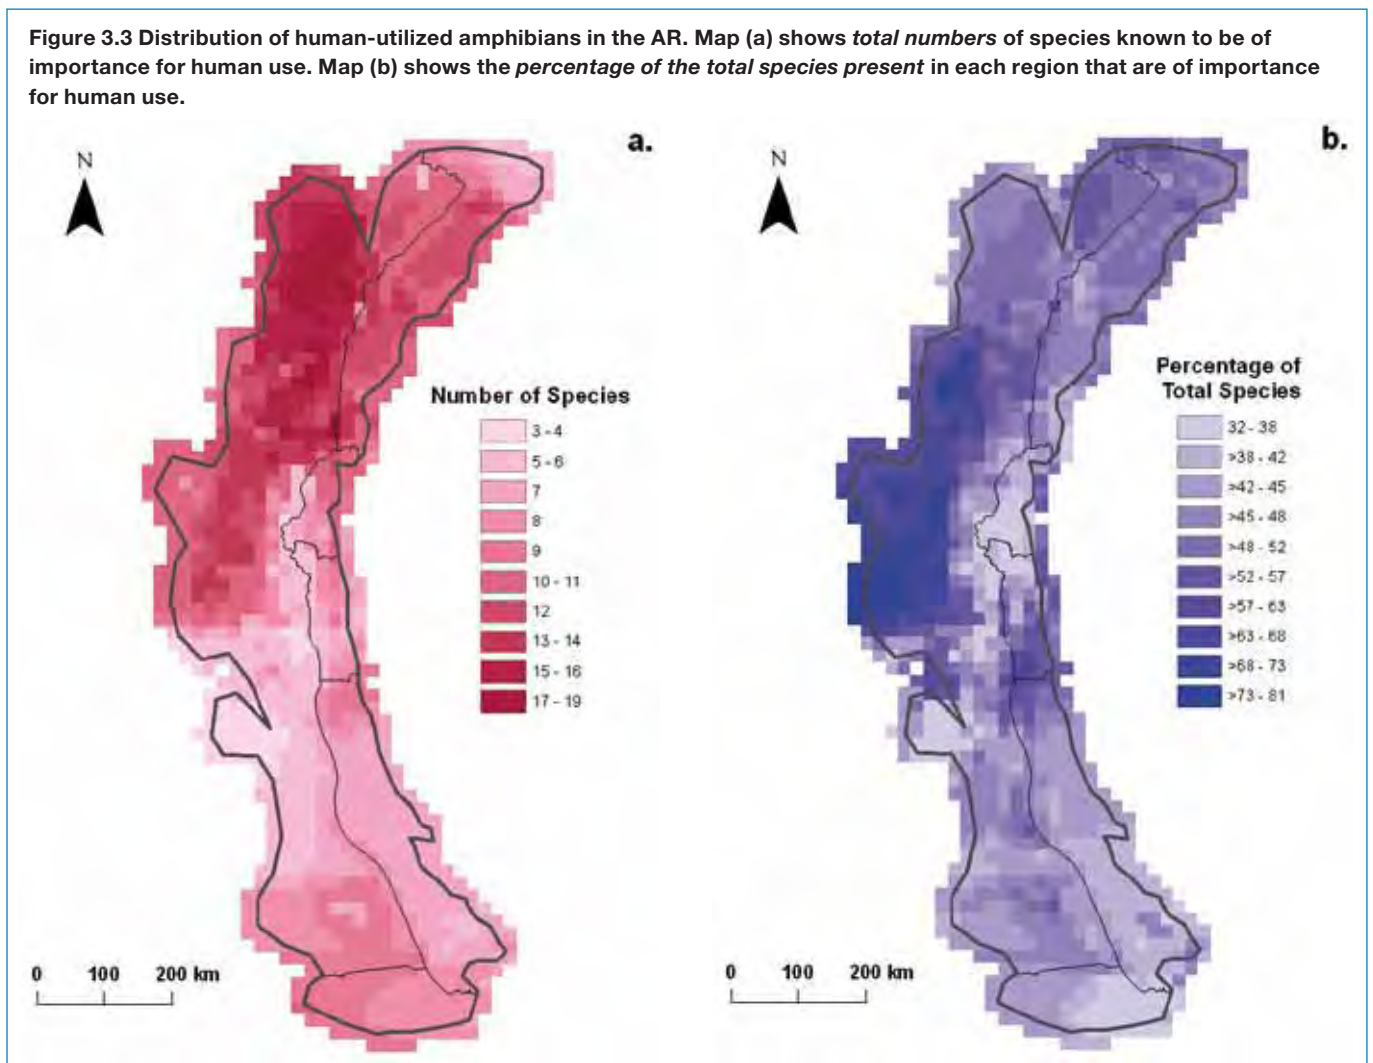 Figure 3.3 Distribution of human-utilized amphibians in the AR. Map (a) shows total numbers of species known to be of
importance for human use. Map (b) shows the percentage of the total species present in each region that are of importance
for human use.
a.
N
Number of Species
3 - 4
5 - 6
7
8
9
10 - 11
12
13 - 14
15 - 16
17 - 19
0 100 200 km
b.
N
Percentage of
Total Species
32 - 38
>38 - 42
>42 - 45
>45 - 48
>48 - 52
>52 - 57
>57 - 63
>63 - 68
>68 - 73
>73 - 81
0 100 200 km